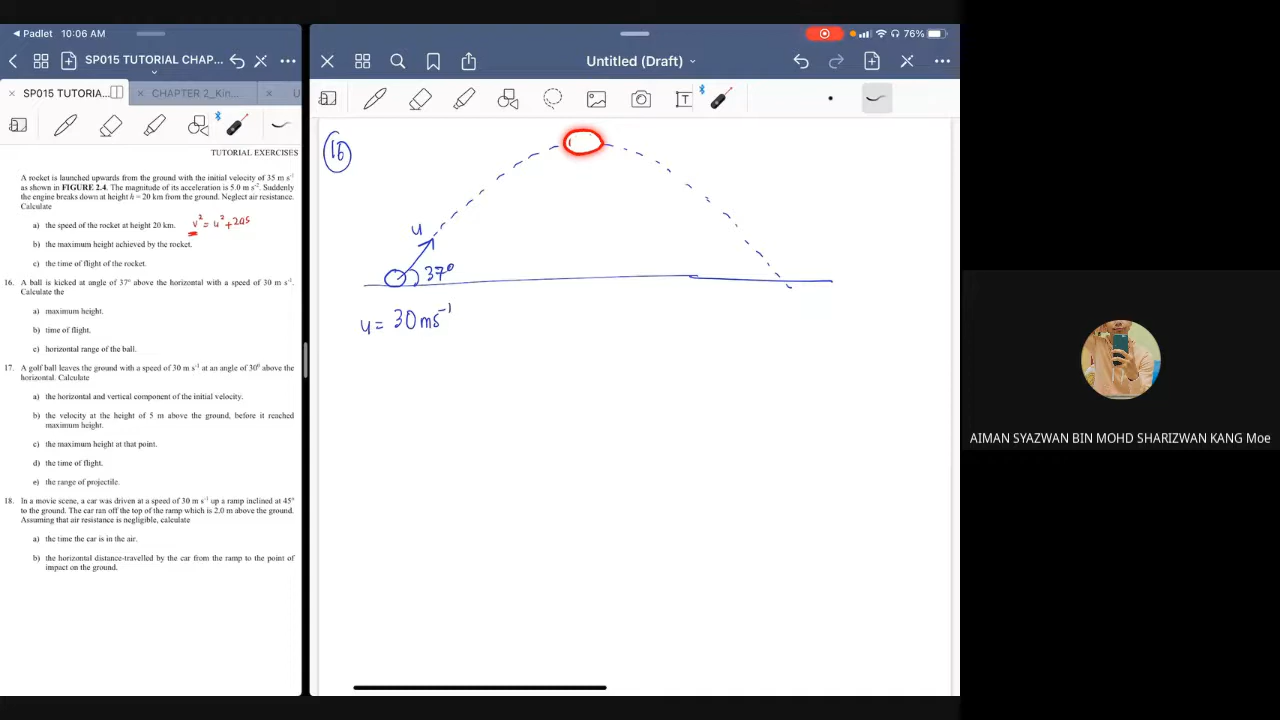 Padlet 10:06 AM
76%
SP015 TUTORIAL CHAP...
Untitled (Draft)
SP015 TUTORIA...
CHAPTER 2_Kin...
U
TUTORIAL EXERCISES
A rocket is launched upwards from the ground with the initial velocity of 35 m s⁻¹
as shown in FIGURE 2.4. The magnitude of its acceleration is 5.0 m s⁻². Suddenly
the engine breaks down at height h = 20 km from the ground. Neglect air resistance.
Calculate
a) the speed of the rocket at height 20 km. v² = u² + 2as
b) the maximum height achieved by the rocket.
c) the time of flight of the rocket.
16. A ball is kicked at angle of 37° above the horizontal with a speed of 30 m s⁻¹.
Calculate the
a) maximum height.
b) time of flight.
c) horizontal range of the ball.
17. A golf ball leaves the ground with a speed of 30 m s⁻¹ at an angle of 30⁰ above the
horizontal. Calculate
a) the horizontal and vertical component of the initial velocity.
b) the velocity at the height of 5 m above the ground, before it reached
maximum height.
c) the maximum height at that point.
d) the time of flight.
e) the range of projectile.
18. In a movie scene, a car was driven at a speed of 30 m s⁻¹ up a ramp inclined at 45°
to the ground. The car ran off the top of the ramp which is 2.0 m above the ground.
Assuming that air resistance is negligible, calculate
a) the time the car is in the air.
b) the horizontal distance-travelled by the car from the ramp to the point of
impact on the ground.
16
u
37°
u = 30 ms⁻¹
AIMAN SYAZWAN BIN MOHD SHARIZWAN KANG Moe